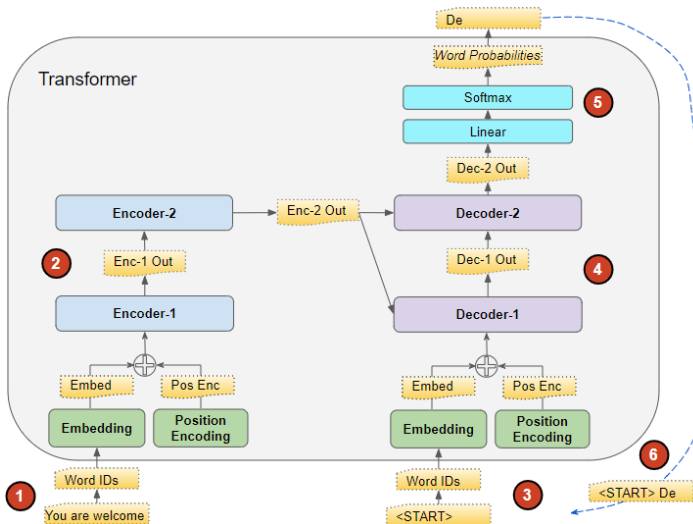 De
Word Probabilities
Transformer
Softmax
5
Linear
Dec-2 Out
Encoder-2
Enc-2 Out
Decoder-2
2
Enc-1 Out
Dec-1 Out
4
Encoder-1
Decoder-1
Embed
Pos Enc
Embed
Pos Enc
Embedding
Position
Encoding
Embedding
Position
Encoding
6
1
Word IDs
Word IDs
3
<START> De
You are welcome
<START>